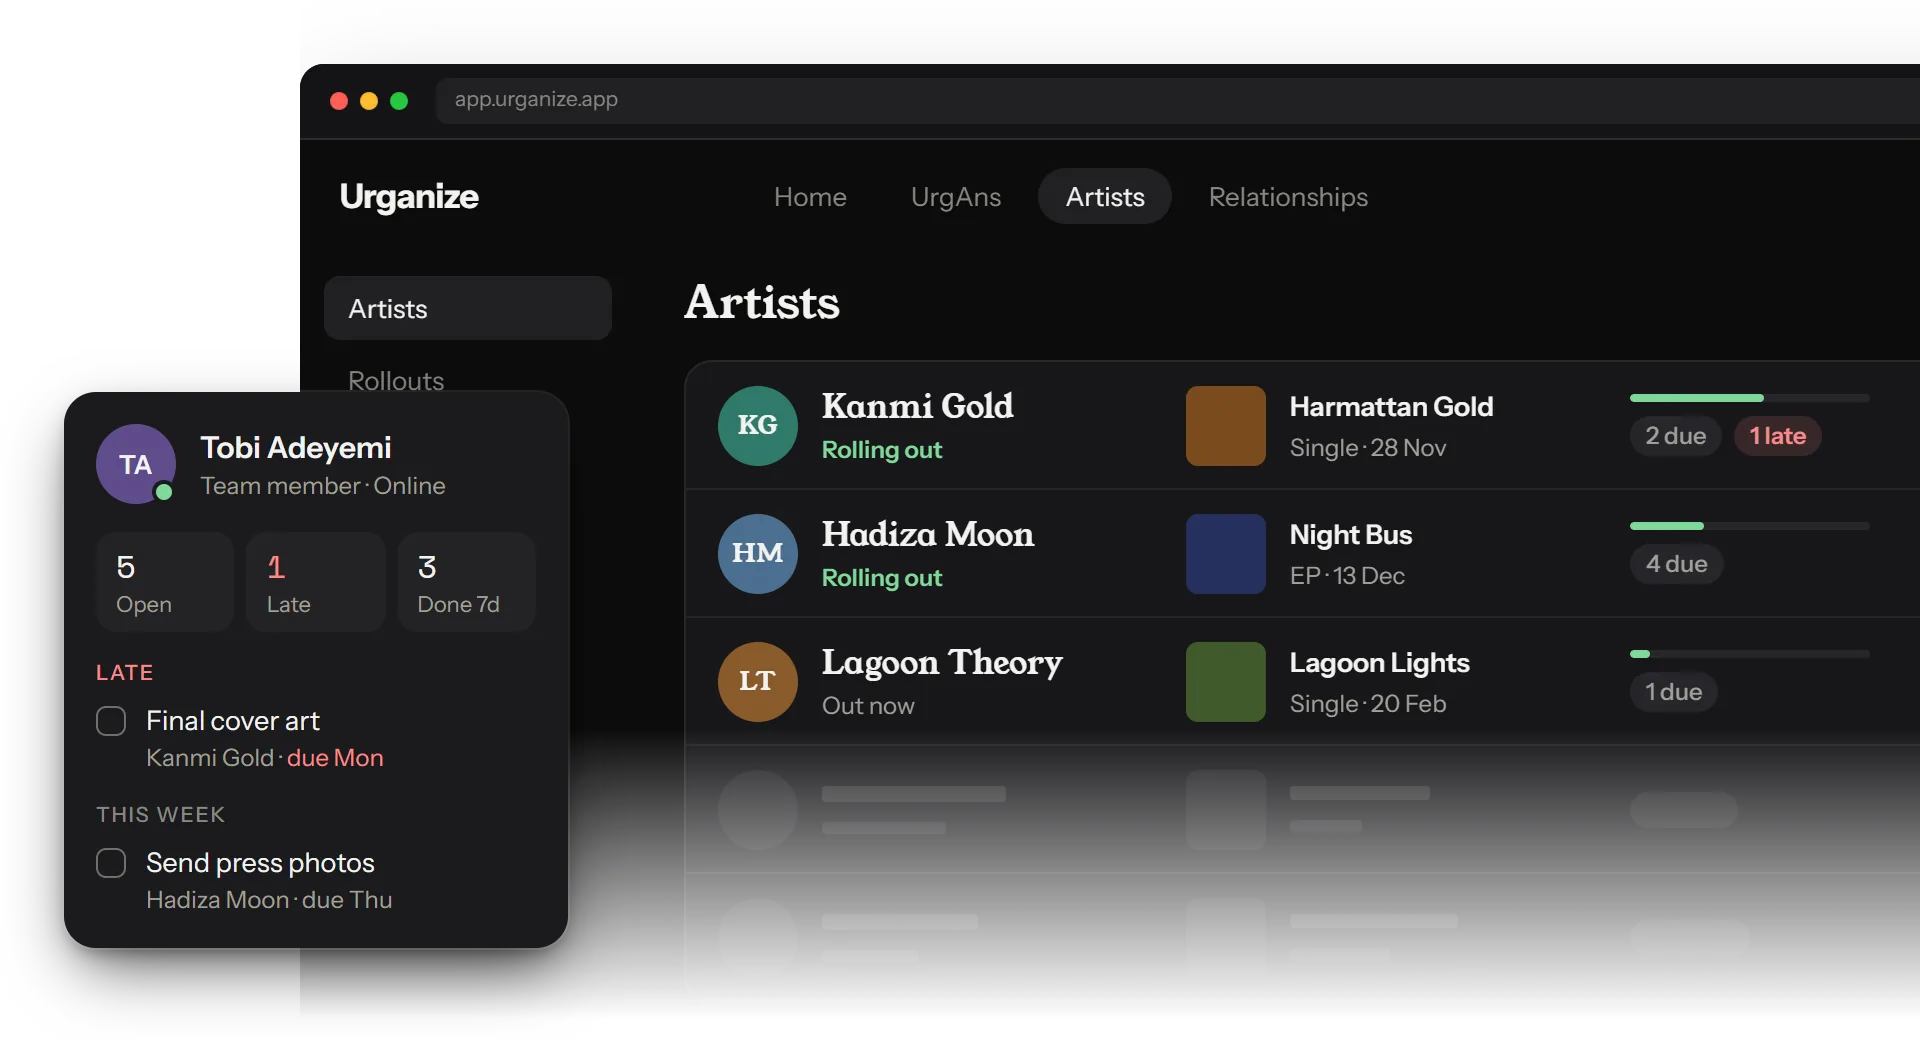 app.urganize.app
Urganize
Home UrgAns Artists Relationships
Artists
Rollouts
Artists
KG Kanmi Gold
Rolling out
Harmattan Gold
Single · 28 Nov
2 due 1 late
HM Hadiza Moon
Rolling out
Night Bus
EP · 13 Dec
4 due
LT Lagoon Theory
Out now
Lagoon Lights
Single · 20 Feb
1 due
TA Tobi Adeyemi
Team member · Online
5 1 3
Open Late Done 7d
LATE
Final cover art
Kanmi Gold · due Mon
THIS WEEK
Send press photos
Hadiza Moon · due Thu